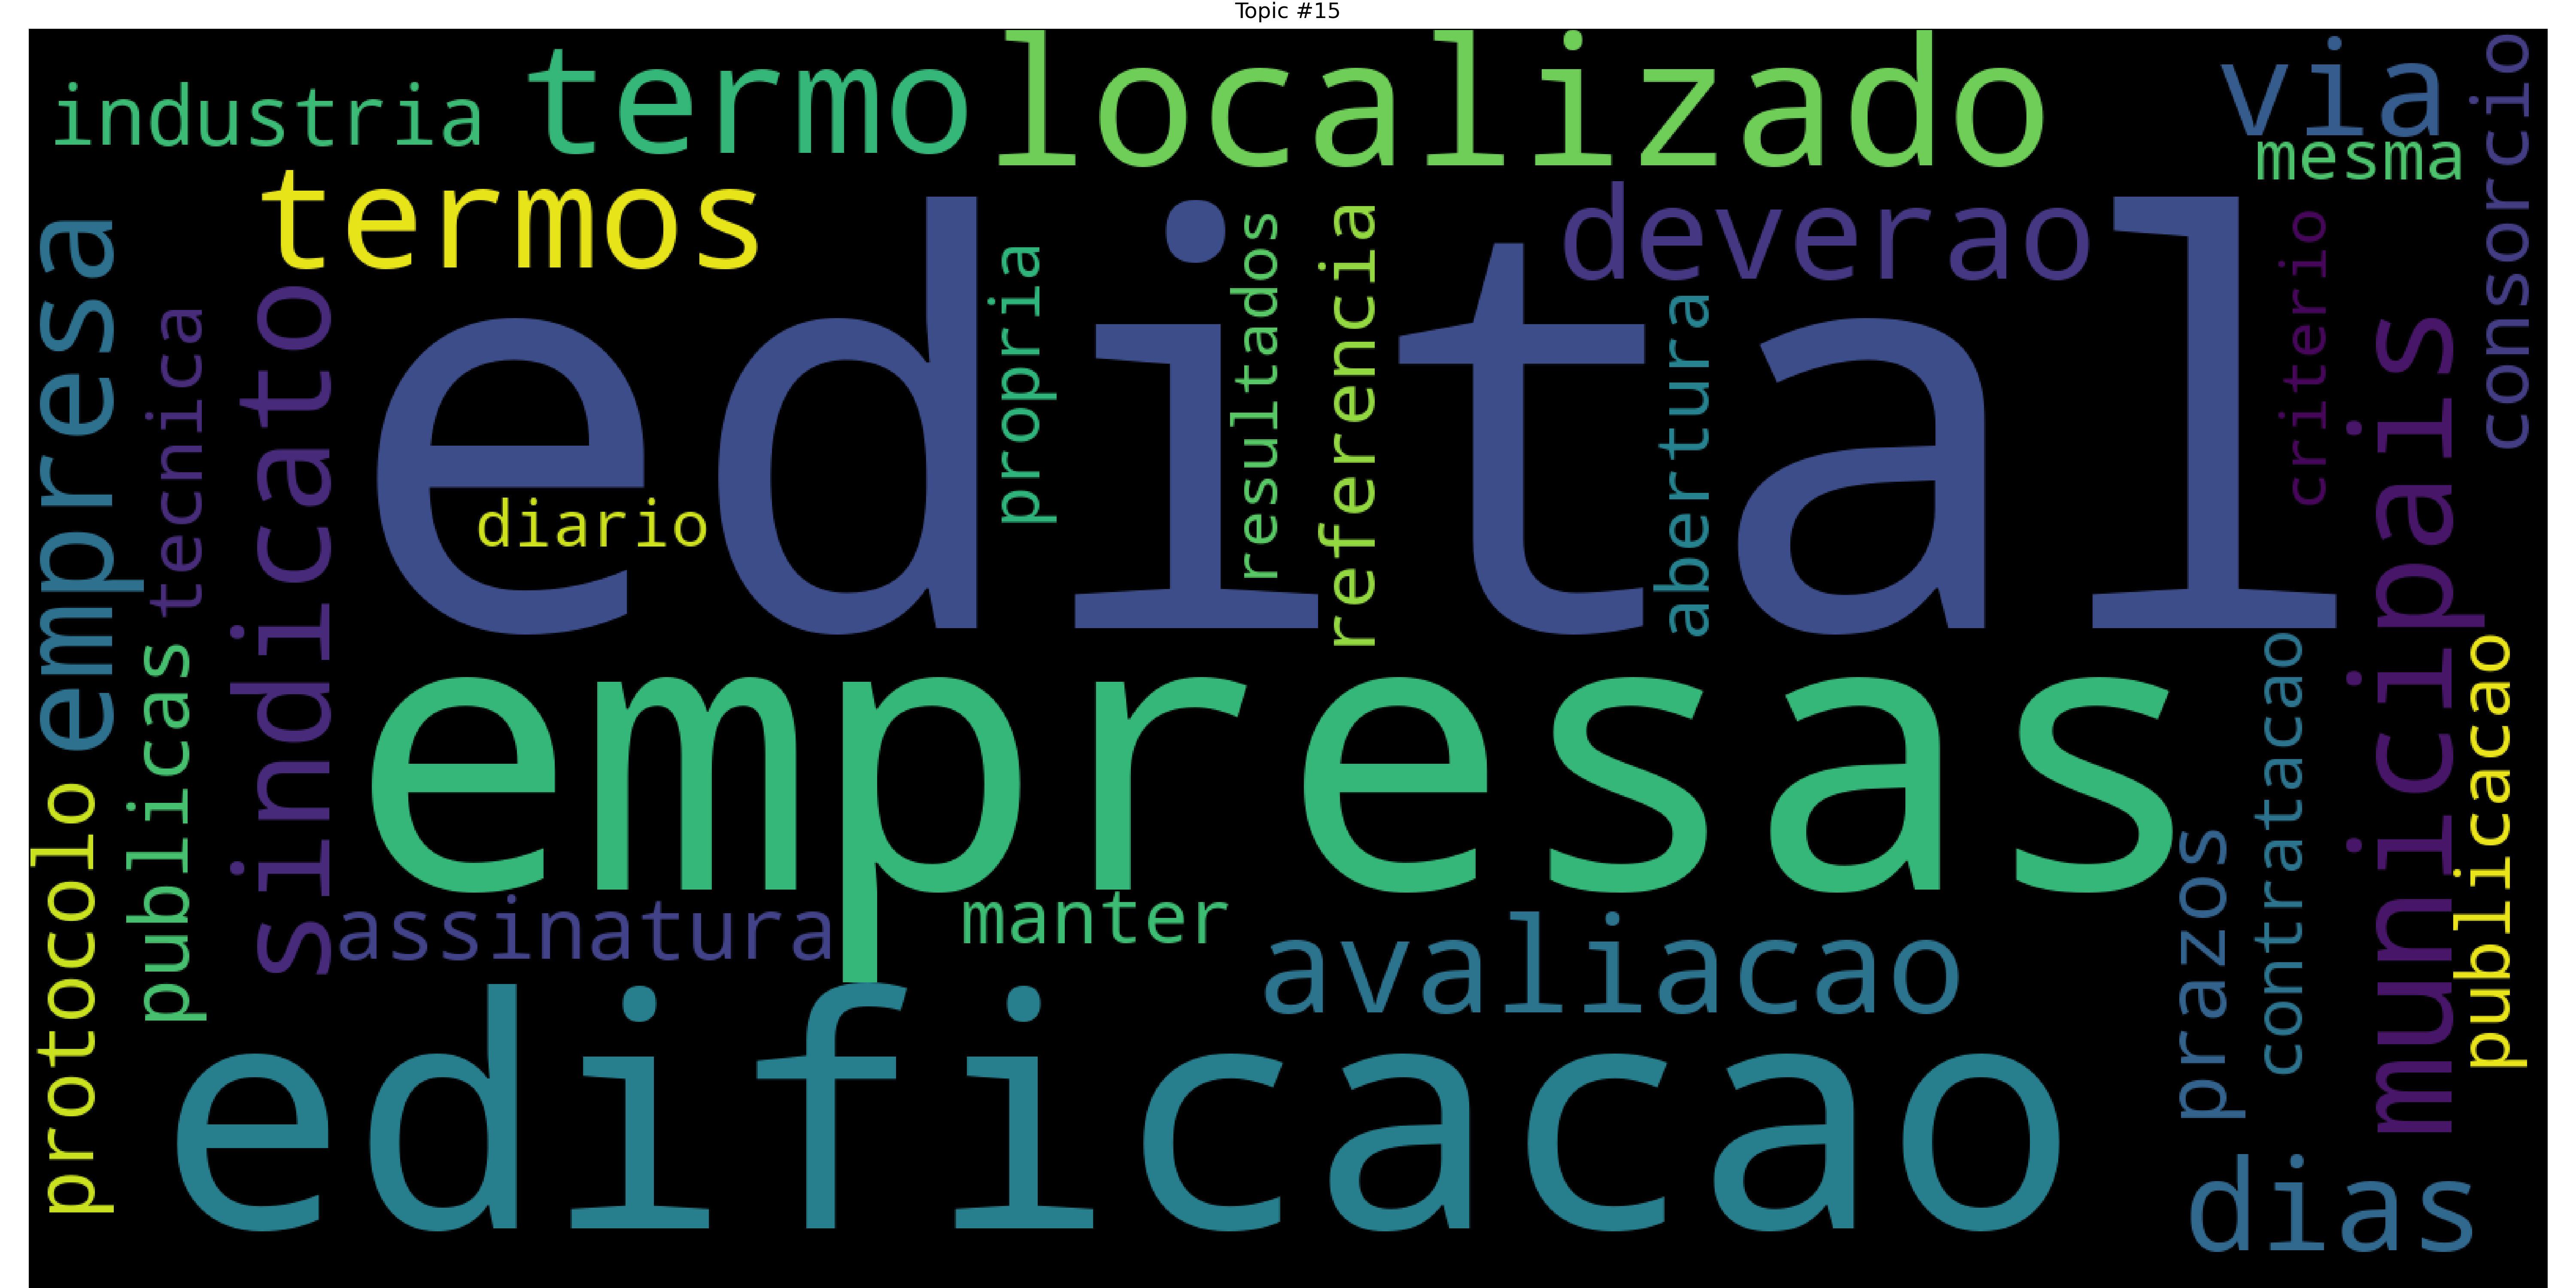 Topic #15
industria
termo
localizado
via
mesma
consorcio
termos
deverao
empresa
tecnica
sindicato
edital
propria
resultados
referencia
abertura
criterio
municipais
diario
empresas
publicas
protocolo
assinatura
manter
avaliacao
prazos
contratacao
publicacao
edificacao
dias